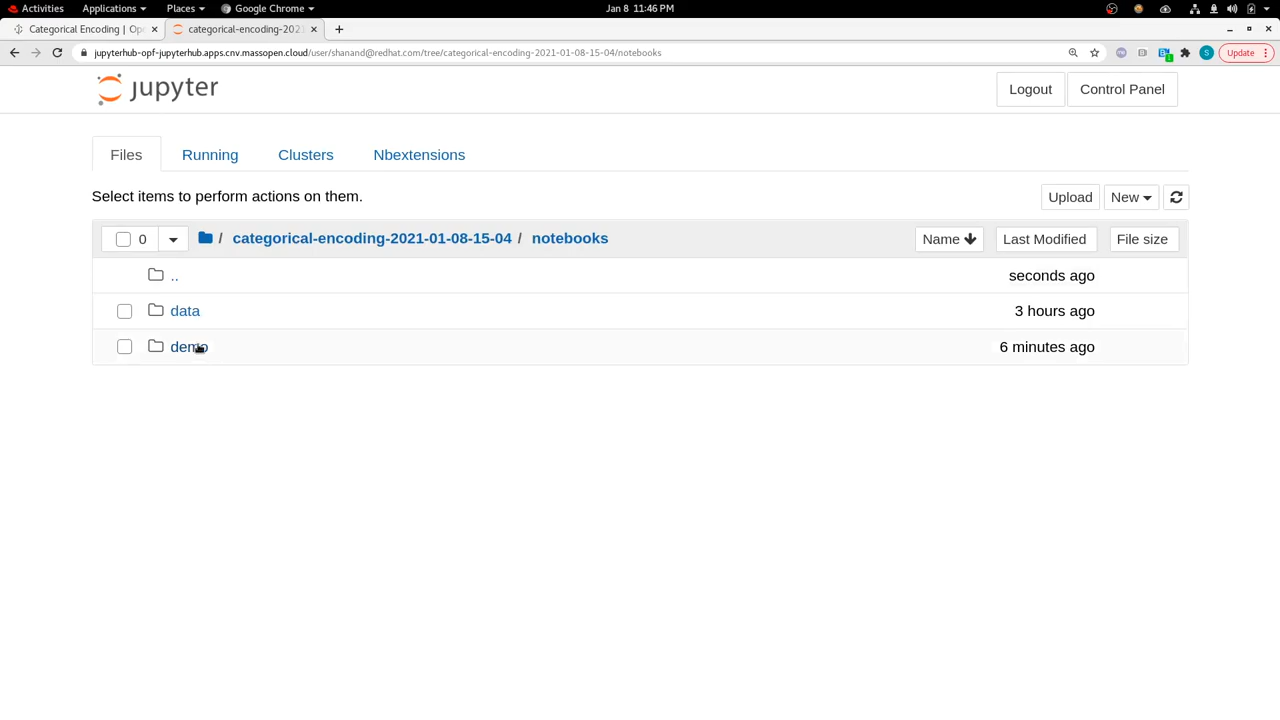 Activities Applications Places Google Chrome Jan 8 11:46 PM
Categorical Encoding | Op categorical-encoding-202
jupyterhub-opf-jupyterhub.apps.cnv.massopen.cloud/user/shanand@redhat.com/tree/categorical-encoding-2021-01-08-15-04/notebooks S 1 Update
jupyter Logout Control Panel
Files Running Clusters Nbextensions
Select items to perform actions on them. Upload New
0 / categorical-encoding-2021-01-08-15-04 / notebooks Name Last Modified File size
.. seconds ago
data 3 hours ago
demo 6 minutes ago